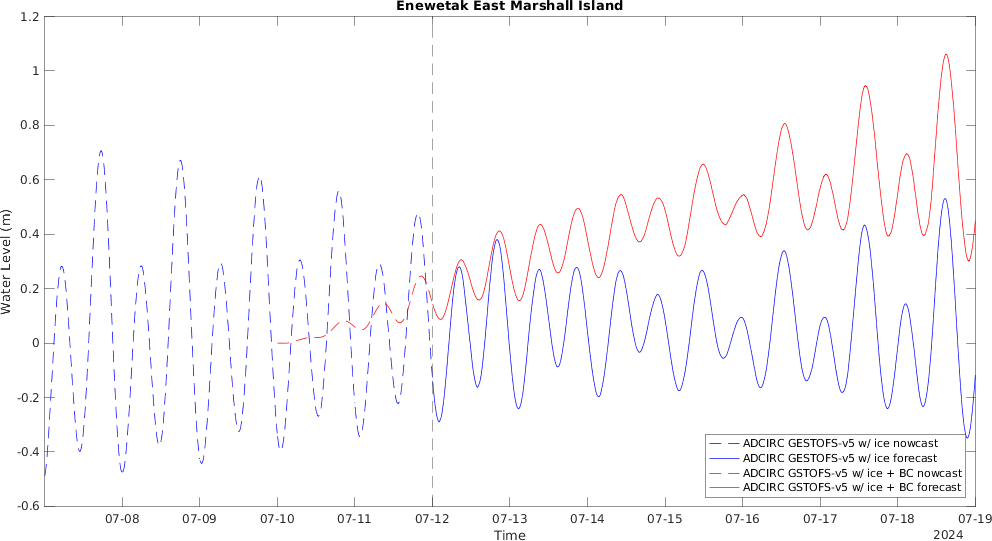 Enewetak East Marshall Island
1.2
1
0.8
0.6
0.4
0.2
0
-0.2
-0.4
-0.6
Water Level (m)
07-08 07-09 07-10 07-11 07-12 07-13 07-14 07-15 07-16 07-17 07-18 07-19
Time
2024
ADCIRC GESTOFS-v5 w/ ice nowcast
ADCIRC GESTOFS-v5 w/ ice forecast
ADCIRC GSTOFS-v5 w/ ice + BC nowcast
ADCIRC GSTOFS-v5 w/ ice + BC forecast